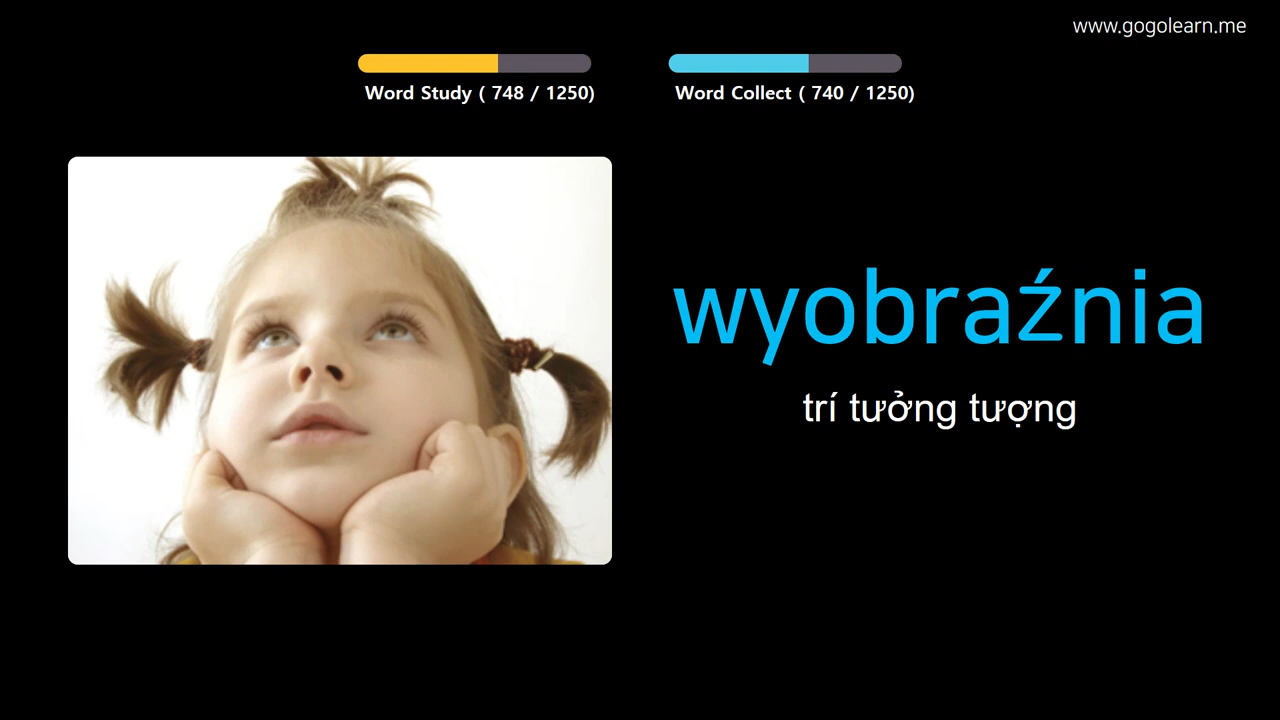 www.gogolearn.me
Word Study ( 748 / 1250)
Word Collect ( 740 / 1250)
wyobraźnia
trí tưởng tượng